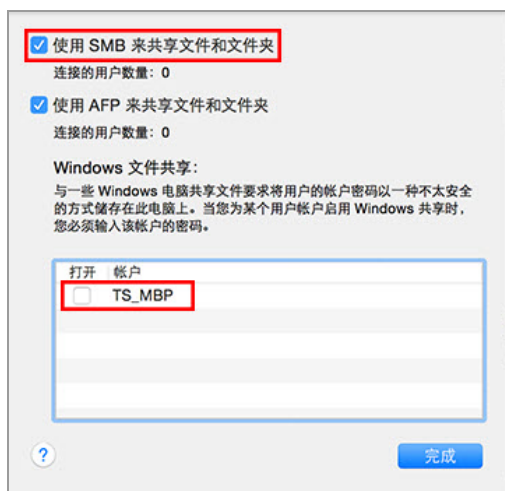 使用 SMB 来共享文件和文件夹
连接的用户数量：0
使用 AFP 来共享文件和文件夹
连接的用户数量：0
Windows 文件共享：
与一些 Windows 电脑共享文件要求将用户的帐户密码以一种不太安全
的方式储存在此电脑上。当您为某个用户帐户启用 Windows 共享时，
您必须输入该帐户的密码。
打开 帐户
TS_MBP
? 完成